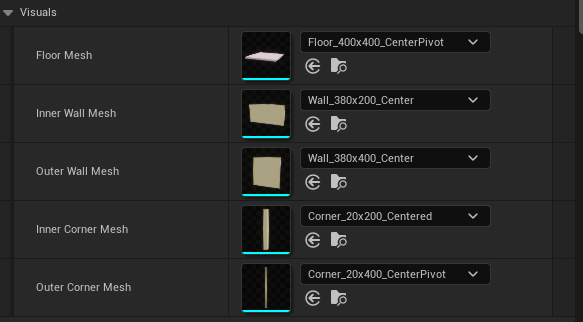 Visuals
Floor Mesh
Floor_400x400_CenterPivot
Inner Wall Mesh
Wall_380x200_Center
Outer Wall Mesh
Wall_380x400_Center
Inner Corner Mesh
Corner_20x200_Centered
Outer Corner Mesh
Corner_20x400_CenterPivot